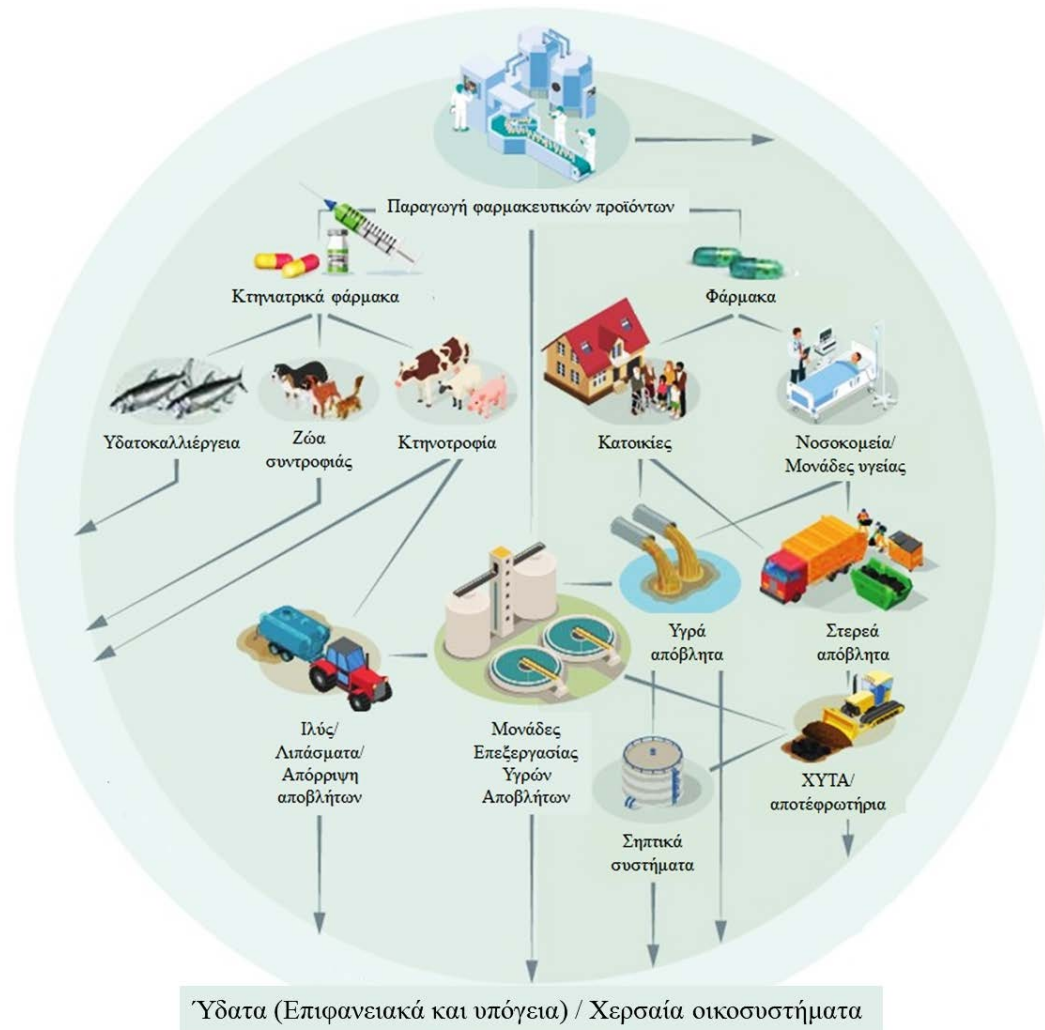 Παραγωγή φαρμακευτικών προϊόντων
Κτηνιατρικά φάρμακα
Φάρμακα
Υδατοκαλλιέργεια
Ζώα
συντροφιάς
Κτηνοτροφία
Κατοικίες
Νοσοκομεία/
Μονάδες υγείας
Υγρά
απόβλητα
Στερεά
απόβλητα
Ιλύς/
Λιπάσματα/
Απόρριψη
αποβλήτων
Μονάδες
Επεξεργασίας
Υγρών
Αποβλήτων
ΧΥΤΑ/
αποτέφρωτήρια
Σηπτικά
συστήματα
Ύδατα (Επιφανειακά και υπόγεια) / Χερσαία οικοσυστήματα